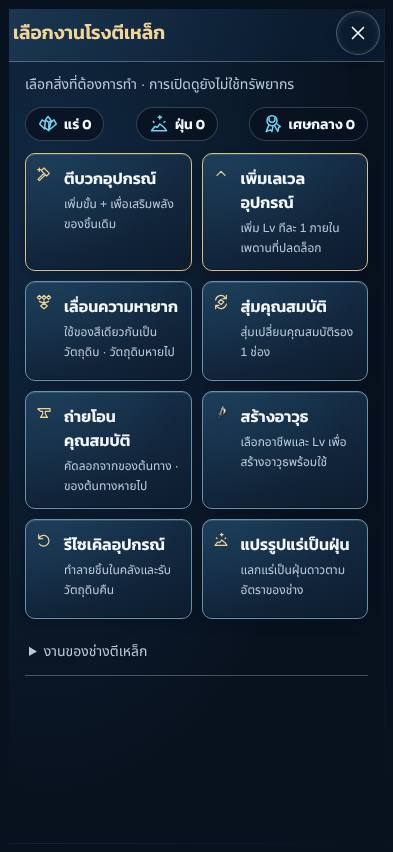 เลือกงานโรงตีเหล็ก
เลือกสิ่งที่ต้องการทำ · การเปิดดูยังไม่ใช้ทรัพยากร
แร่ 0
ฝุ่น 0
เศษกลาง 0
ตีบวกอุปกรณ์
เพิ่มขั้น + เพื่อเสริมพลัง
ของชิ้นเดิม
เพิ่มเลเวล
อุปกรณ์
เพิ่ม Lv ทีละ 1 ภายใน
เพดานที่ปลดล็อก
เลื่อนความหายาก
ใช้ของสีเดียวกันเป็น
วัตถุดิบ · วัตถุดิบหายไป
สุ่มคุณสมบัติ
สุ่มเปลี่ยนคุณสมบัติรอง
1 ช่อง
ถ่ายโอน
คุณสมบัติ
คัดลอกจากของต้นทาง ·
ของต้นทางหายไป
สร้างอาวุธ
เลือกอาชีพและ Lv เพื่อ
สร้างอาวุธพร้อมใช้
รีไซเคิลอุปกรณ์
ทำลายชิ้นในคลังและรับ
วัตถุดิบคืน
แปรรูปแร่เป็นฝุ่น
แลกแร่เป็นฝุ่นดาวตาม
อัตราของช่าง
▶ งานของช่างตีเหล็ก